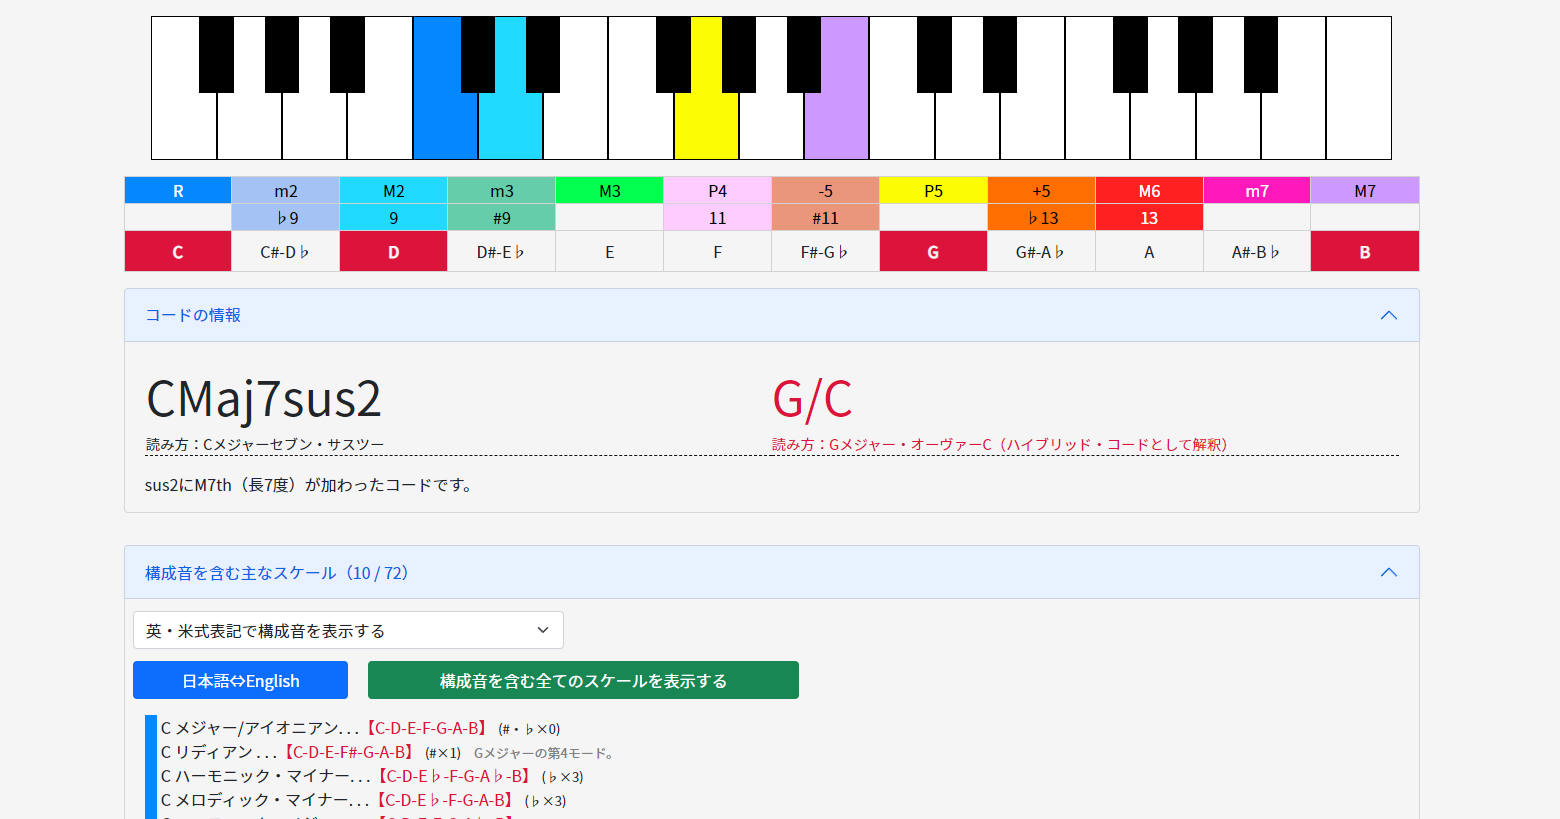 R m2 M2 m3 M3 P4 -5 P5 +5 M6 m7 M7
♭9 9 #9 11 #11 ♭13 13
C C#-D♭ D D#-E♭ E F F#-G♭ G G#-A♭ A A#-B♭ B
コードの情報
CMaj7sus2 G/C
読み方：Cメジャーセブン・サスツー 読み方：Gメジャー・オーヴァーC（ハイブリッド・コードとして解釈）
sus2にM7th（長7度）が加わったコードです。
構成音を含む主なスケール（10 / 72）
英・米式表記で構成音を表示する
日本語⇔English 構成音を含む全てのスケールを表示する
C メジャー/アイオニアン...【C-D-E-F-G-A-B】 (#・♭×0)
C リディアン...【C-D-E-F#-G-A-B】 (#×1) Gメジャーの第4モード。
C ハーモニック・マイナー...【C-D-E♭-F-G-A♭-B】 (♭×3)
C メロディック・マイナー...【C-D-E♭-F-G-A-B】 (♭×3)